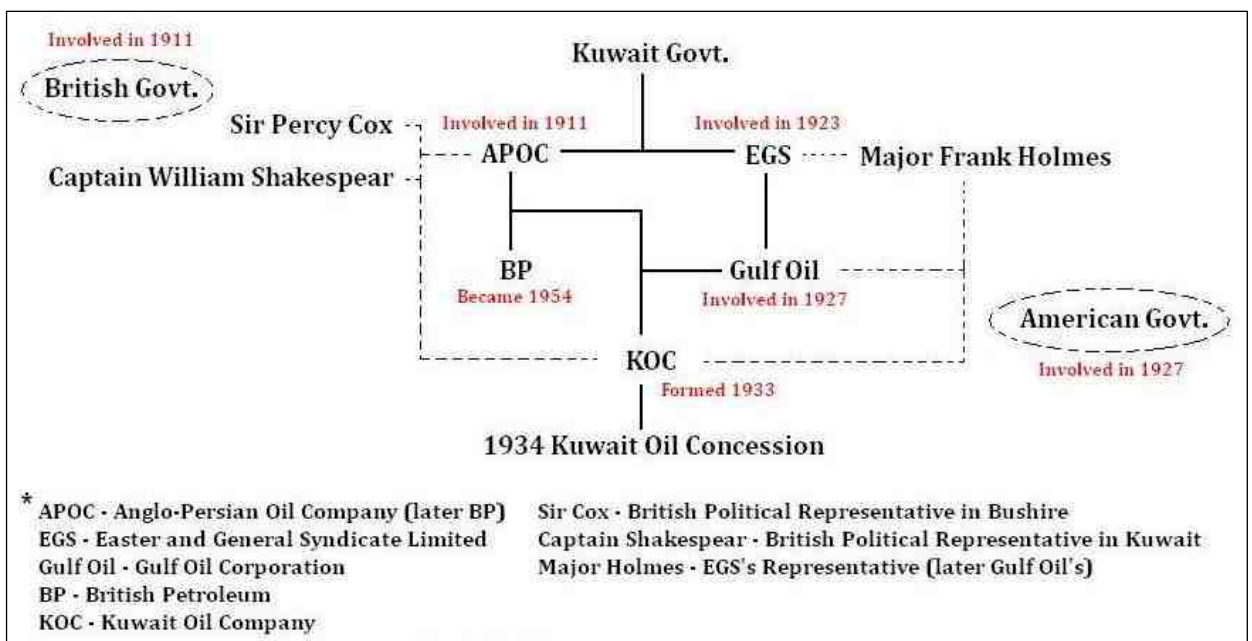 Involved in 1911
British Govt.
Kuwait Govt.
Sir Percy Cox
Involved in 1911
Involved in 1923
APOC
EGS
Major Frank Holmes
Captain William Shakespear
BP
Became 1954
Gulf Oil
Involved in 1927
American Govt.
Involved in 1927
KOC
Formed 1933
1934 Kuwait Oil Concession
* APOC - Anglo-Persian Oil Company (later BP)
EGS - Easter and General Syndicate Limited
Gulf Oil - Gulf Oil Corporation
BP - British Petroleum
KOC - Kuwait Oil Company
Sir Cox - British Political Representative in Bushire
Captain Shakespear - British Political Representative in Kuwait
Major Holmes - EGS's Representative (later Gulf Oil's)